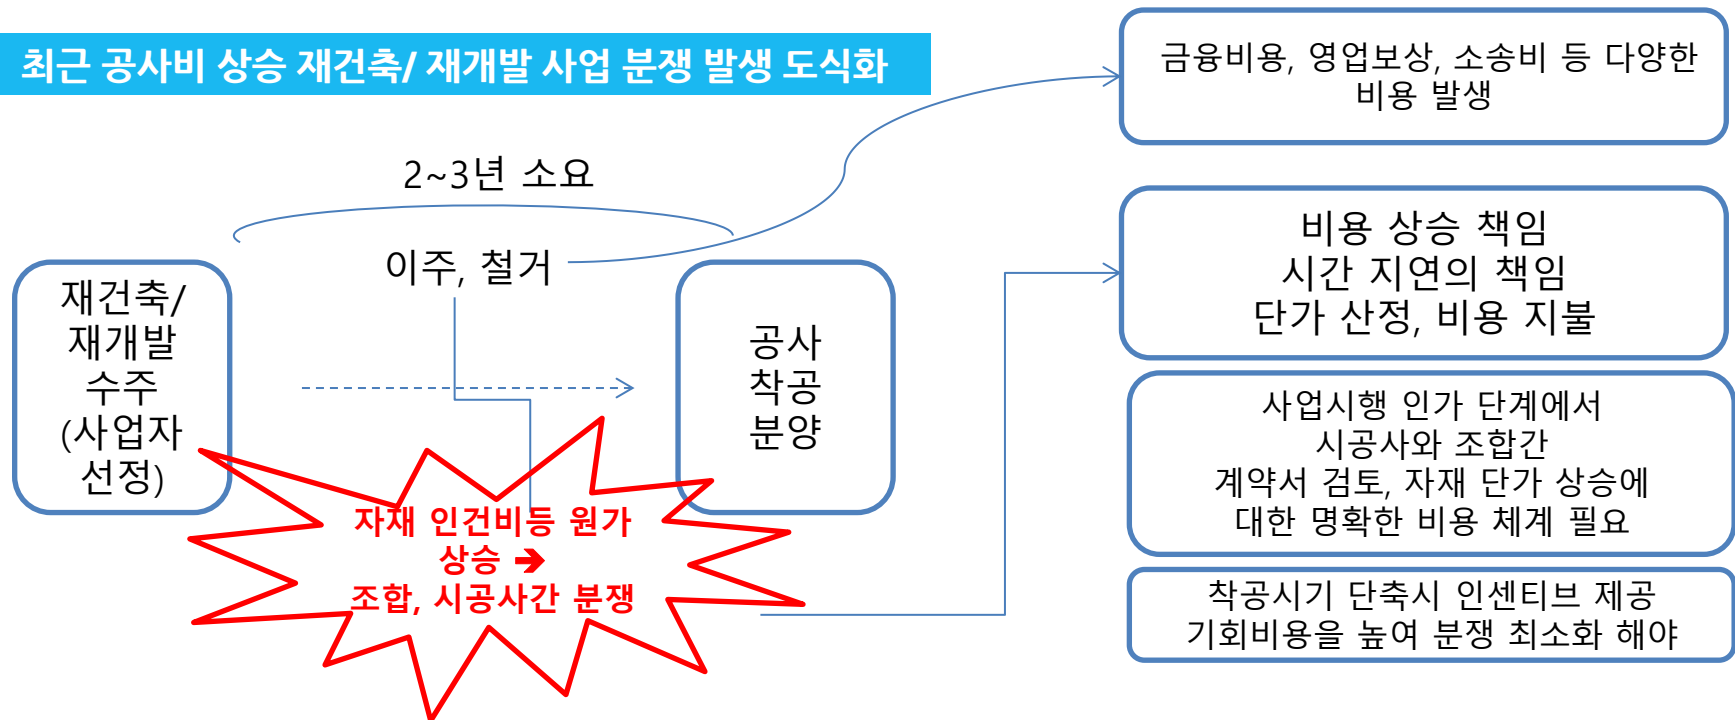 최근 공사비 상승 재건축/ 재개발 사업 분쟁 발생 도식화
금융비용, 영업보상, 소송비 등 다양한
비용 발생
2~3년 소요
이주, 철거
재건축/
재개발
수주
(사업자
선정)
공사
착공
분양
자재 인건비등 원가
상승 ➔
조합, 시공사간 분쟁
비용 상승 책임
시간 지연의 책임
단가 산정, 비용 지불
사업시행 인가 단계에서
시공사와 조합간
계약서 검토, 자재 단가 상승에
대한 명확한 비용 체계 필요
착공시기 단축시 인센티브 제공
기회비용을 높여 분쟁 최소화 해야